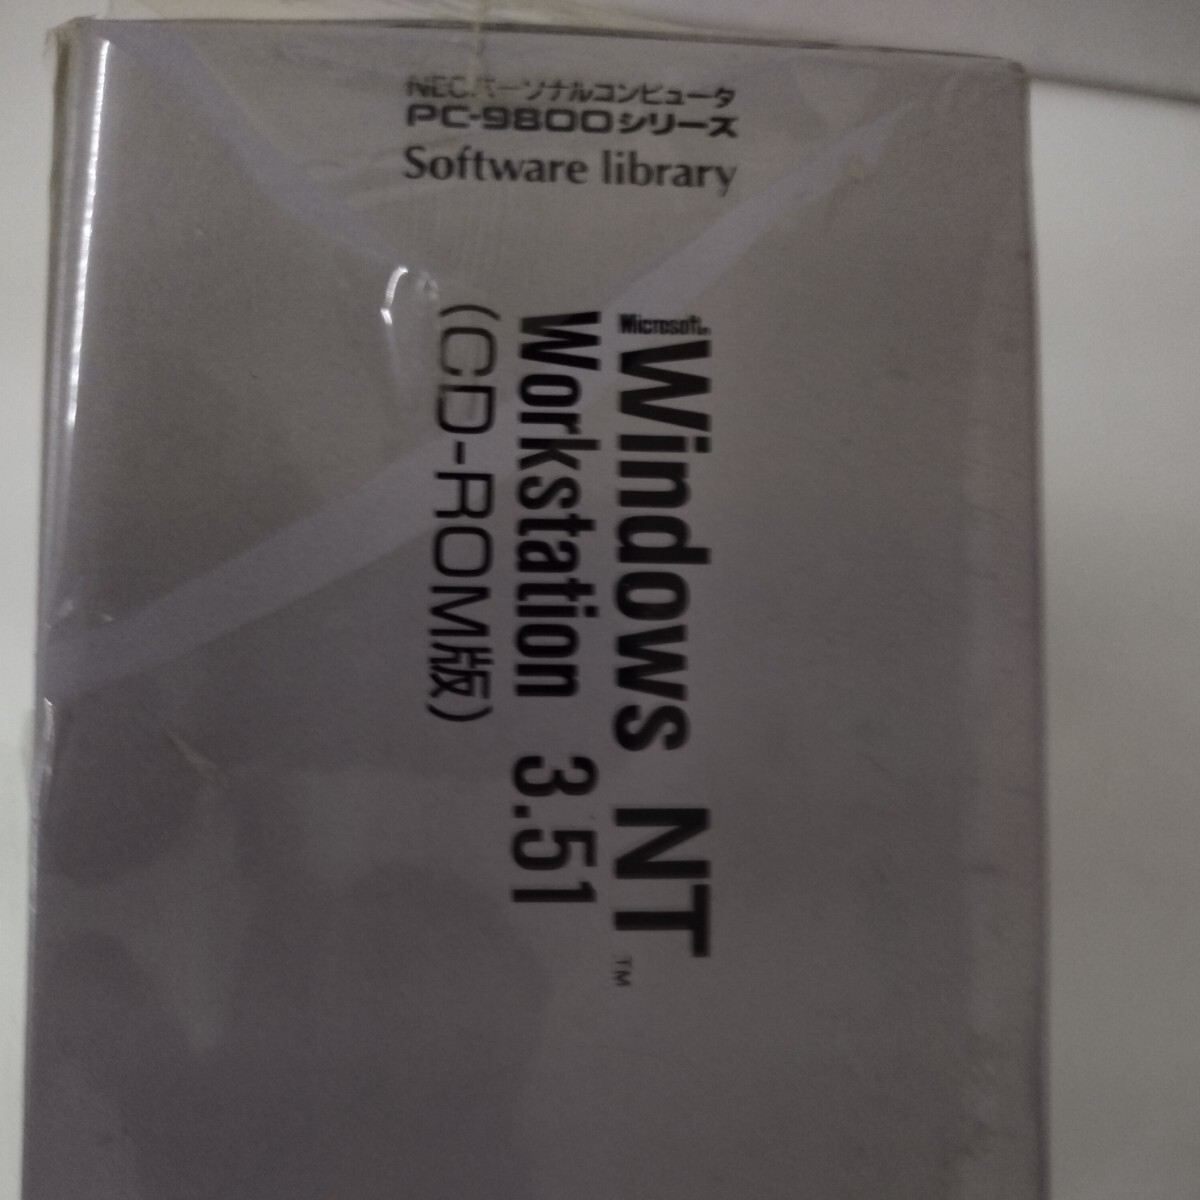 NECパーソナルコンピュータ
PC-9800シリーズ
Software library
Microsoft®
Windows NT™
Workstation 3.51
(CD-ROM版)